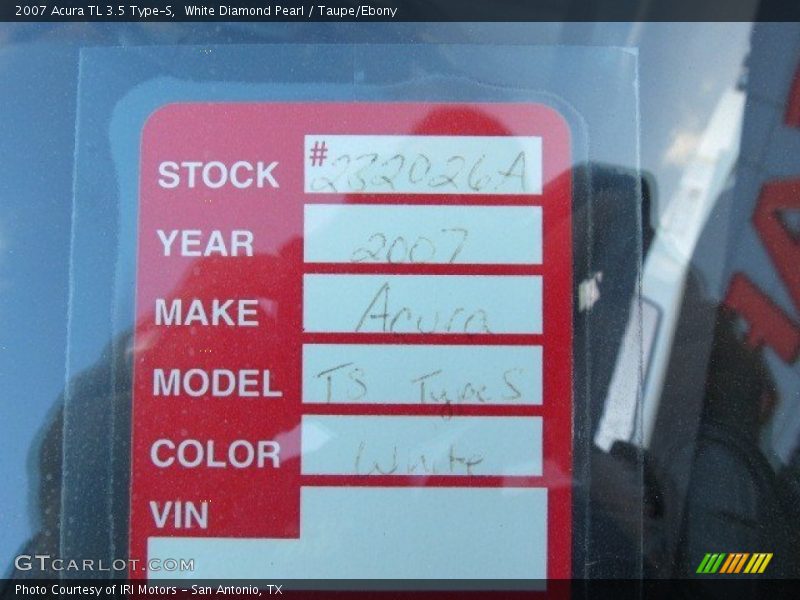 2007 Acura TL 3.5 Type-S,  White Diamond Pearl / Taupe/Ebony
STOCK #232026A
YEAR 2007
MAKE Acura
MODEL TS Type S
COLOR White
VIN
GTCARLOT.COM
Photo Courtesy of IRI Motors - San Antonio, TX